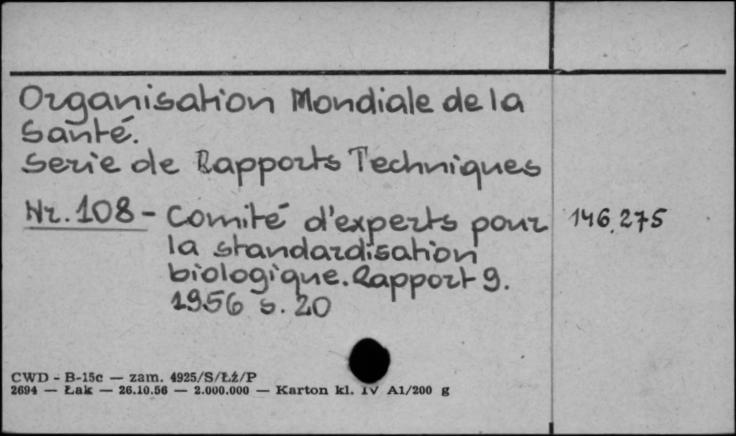 Organisation Mondiale de la
Santé.
Serie de Rapports Techniques
Nr. 108 - Comité d'experts pour 146.275
la standardisation
biologique. Rapport 9.
1956 s. 20
CWD - B-15c — zam. 4925/S/Łż/P
2694 — Łak — 26.10.56 — 2.000.000 — Karton kl. IV A1/200 g